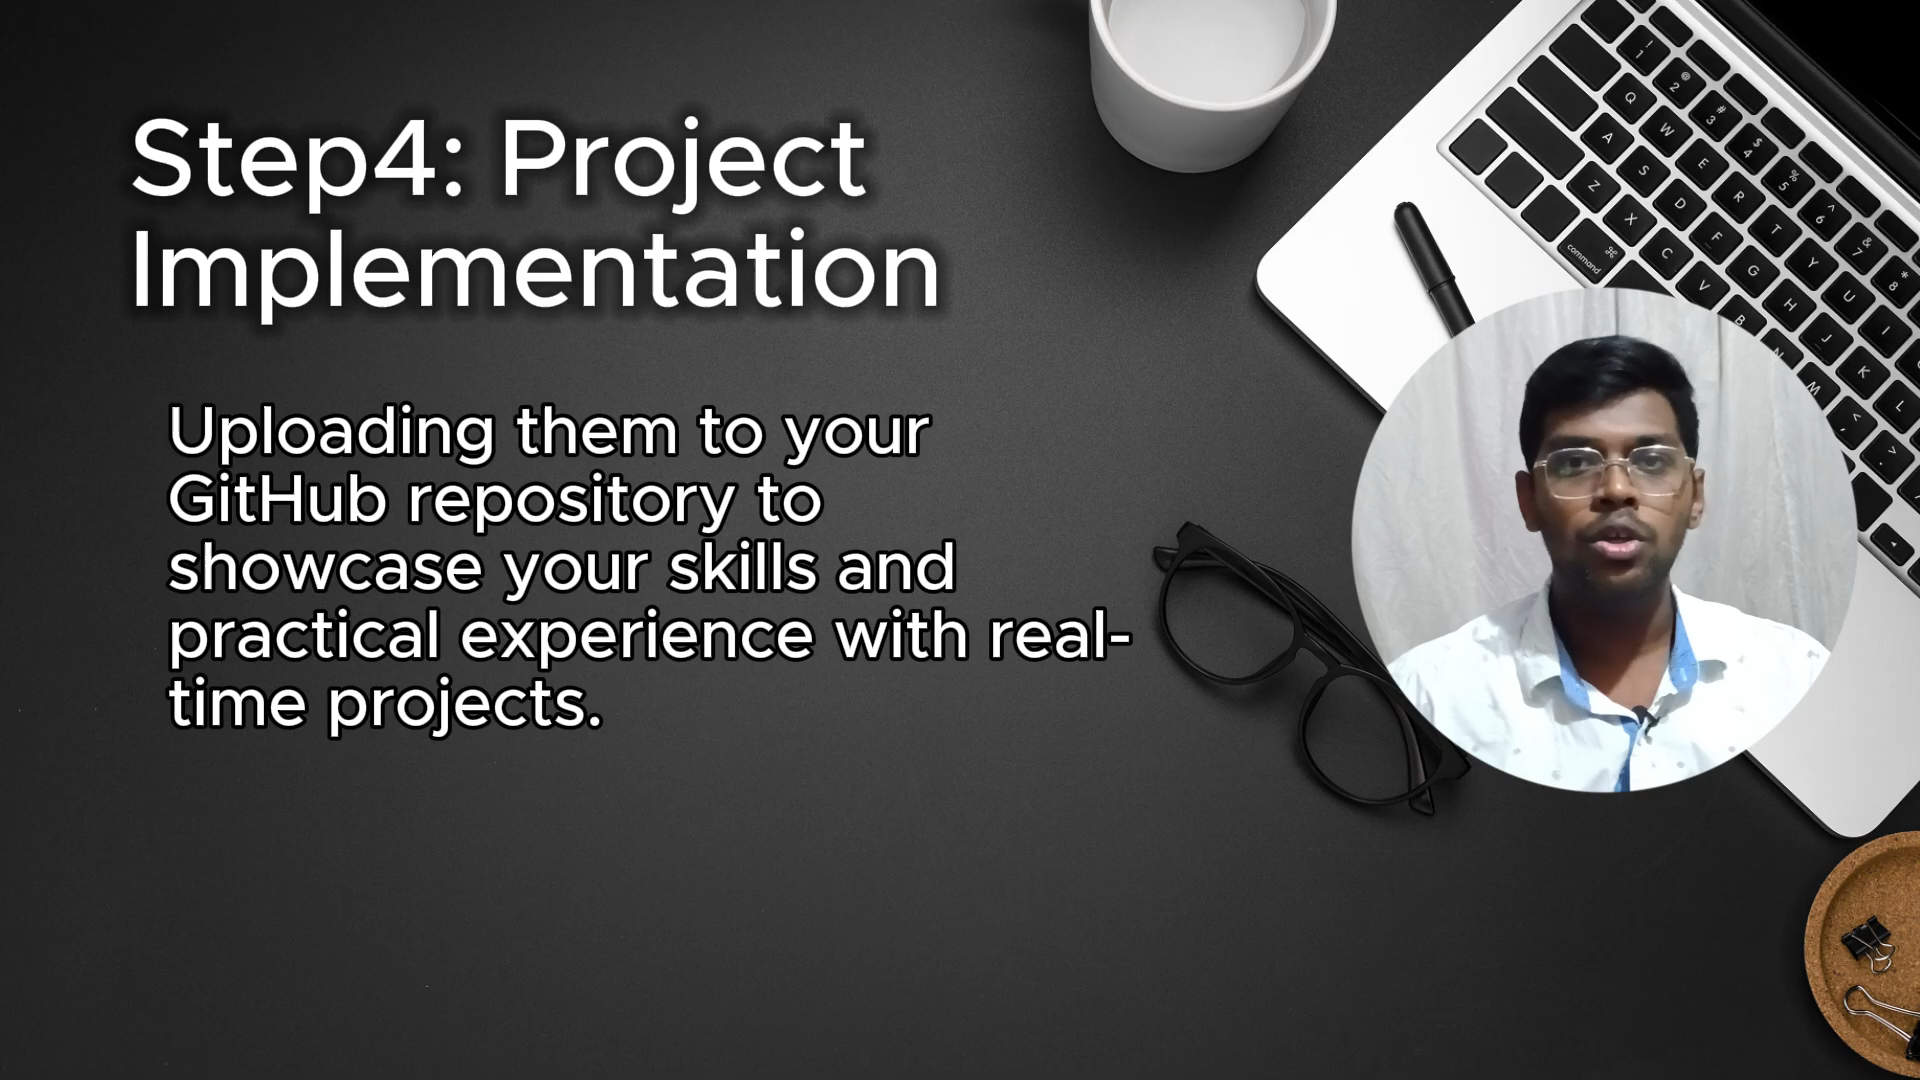 Step4: Project
Implementation
Uploading them to your
GitHub repository to
showcase your skills and
practical experience with real-
time projects.
command